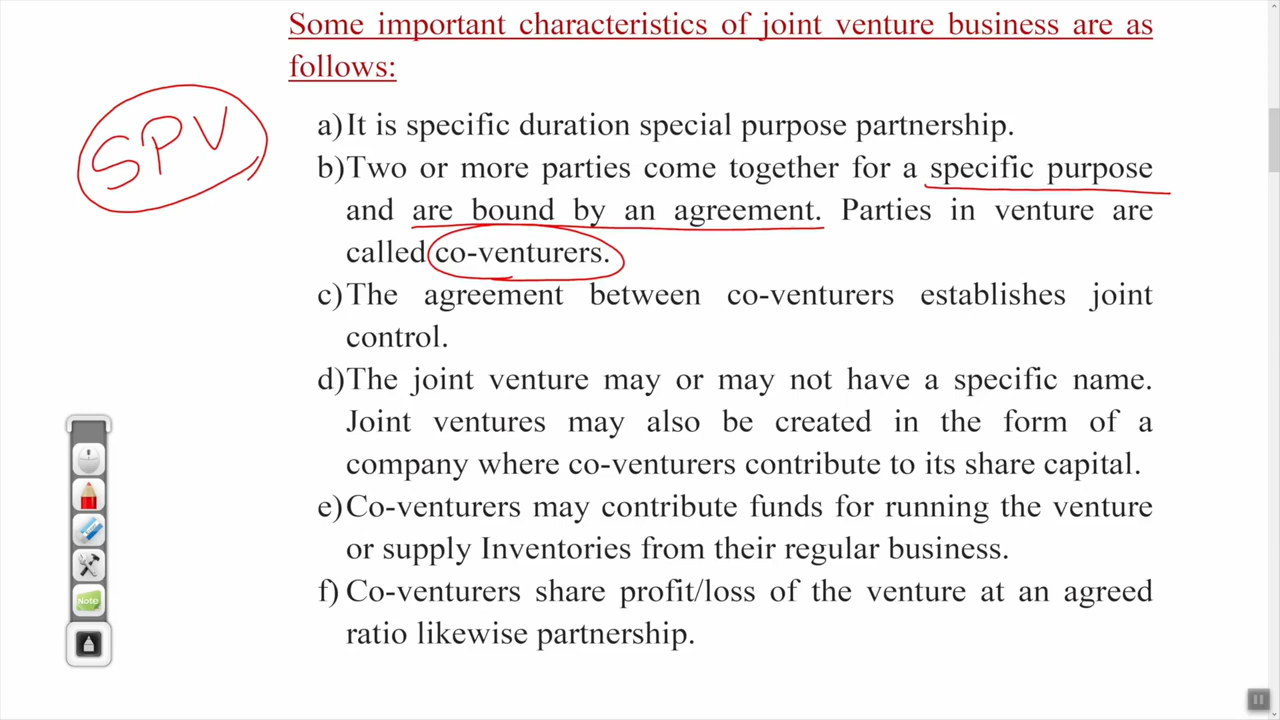 Some important characteristics of joint venture business are as
follows:
SPV
a) It is specific duration special purpose partnership.
b) Two or more parties come together for a specific purpose
and are bound by an agreement. Parties in venture are
called co-venturers.
c) The agreement between co-venturers establishes joint
control.
d) The joint venture may or may not have a specific name.
Joint ventures may also be created in the form of a
company where co-venturers contribute to its share capital.
e) Co-venturers may contribute funds for running the venture
or supply Inventories from their regular business.
f) Co-venturers share profit/loss of the venture at an agreed
ratio likewise partnership.
Note